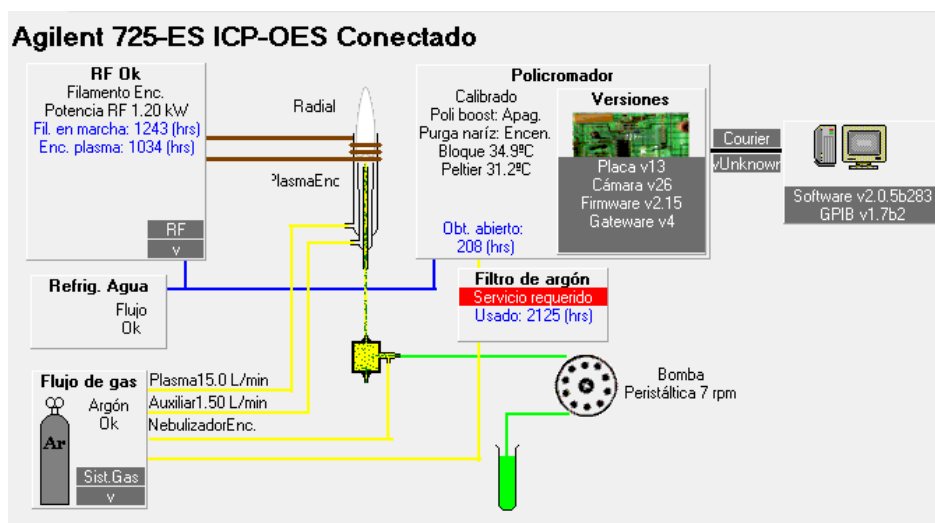 Agilent 725-ES ICP-OES Conectado
RF Ok
Filamento Enc.
Potencia RF 1.20 kW
Fil. en marcha: 1243 (hrs)
Enc. plasma: 1034 (hrs)
RF
v
Radial
PlasmaEnc
Policromador
Calibrado
Poli boost: Apag.
Purga naríz: Encen.
Bloque 34.9ºC
Peltier 31.2ºC
Obt. abierto:
208 (hrs)
Versiones
Placa v13
Cámara v26
Firmware v2.15
Gateware v4
Courier
vUnknown
Software v2.0.5b283
GPIB v1.7b2
Refrig. Agua
Flujo
Ok
Filtro de argón
Servicio requerido
Usado: 2125 (hrs)
Flujo de gas
Argón
Ok
Ar
Sist.Gas
v
Plasma15.0 L/min
Auxiliar1.50 L/min
NebulizadorEnc.
Bomba
Peristáltica 7 rpm